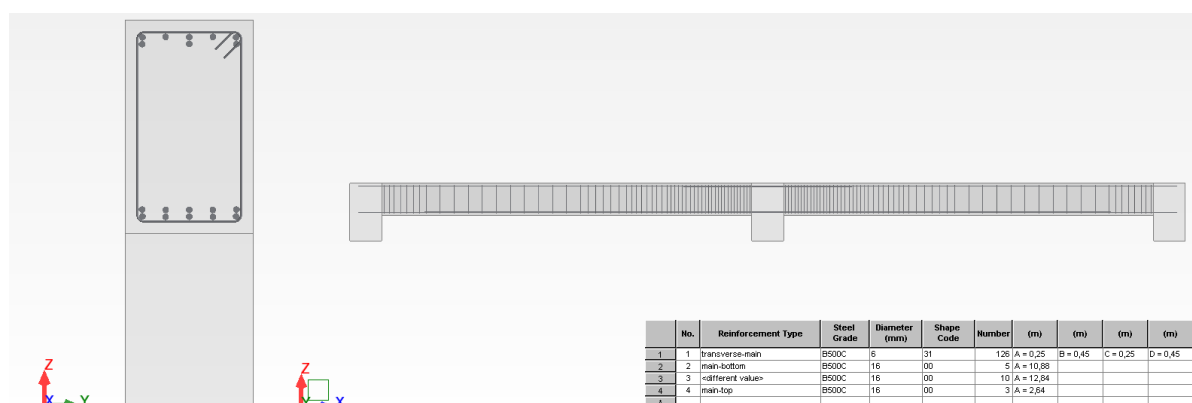 Z
Y
X
Z
Y
X
No. Reinforcement Type Steel Grade Diameter (mm) Shape Code Number (m) (m) (m) (m)
1 1 transverse-main B500C 6 31 126 A = 0,25 B = 0,45 C = 0,25 D = 0,45
2 2 main-bottom B500C 16 00 5 A = 10,88
3 3 <different value> B500C 16 00 10 A = 12,84
4 4 main-top B500C 16 00 3 A = 2,64